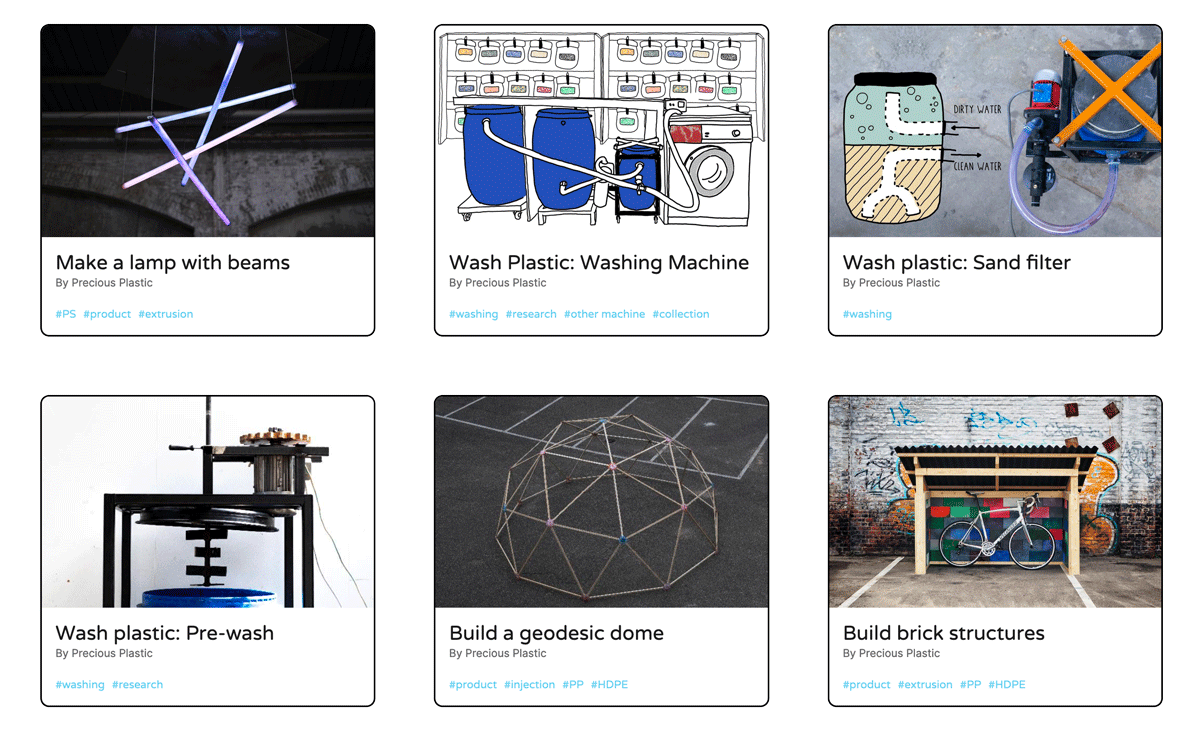 Make a lamp with beams
By Precious Plastic
#PS #product #extrusion
Wash Plastic: Washing Machine
By Precious Plastic
#washing #research #other machine #collection
DIRTY WATER
CLEAN WATER
Wash plastic: Sand filter
By Precious Plastic
#washing
Wash plastic: Pre-wash
By Precious Plastic
#washing #research
Build a geodesic dome
By Precious Plastic
#product #injection #PP #HDPE
Build brick structures
By Precious Plastic
#product #extrusion #PP #HDPE